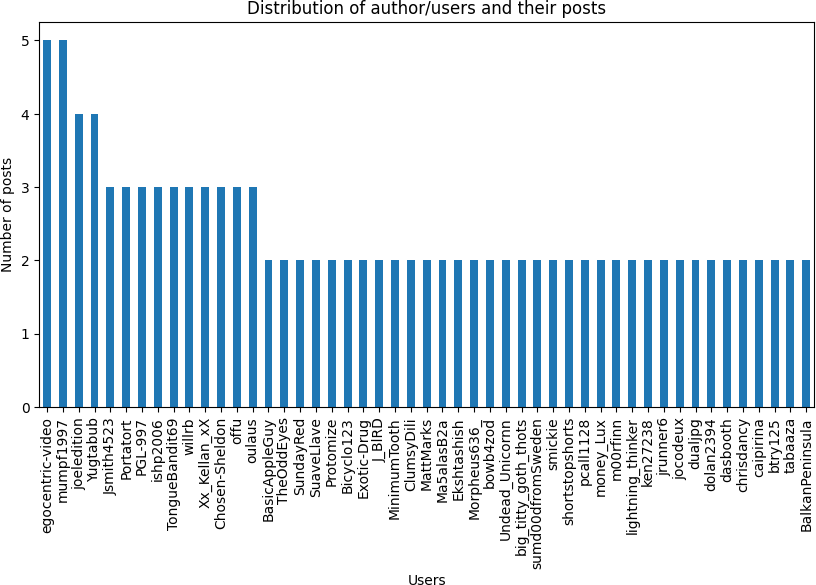 Distribution of author/users and their posts
Number of posts
5
4
3
2
1
0
egocentric-video
mumpf1997
joeledition
Yugtabub
Jsmith4523
Portatort
PGL-997
ishp2006
TongueBandit69
willrb
Xx_Kellan_xX
Chosen-Sheldon
offu
oulaus
BasicAppleGuy
TheOddEyes
SundayRed
SuaveLlave
Protomize
Bicyclo123
Exotic-Drug
J_BIRD
MinimumTooth
ClumsyDili
MattMarks
Ma5alasB2a
Ekshtashish
Morpheus636_
bowb4zod
Undead_Unicornn
big_titty_goth_thots
sumd00dfromSweden
smickie
shortstopshorts
pcall1128
money_Lux
m00rfinn
lightning_thinker
ken27238
jrunner6
jocodeux
dualjpg
dolan2394
dasbooth
chrisdancy
caipirina
btry125
tabaaza
BalkanPeninsula
Users